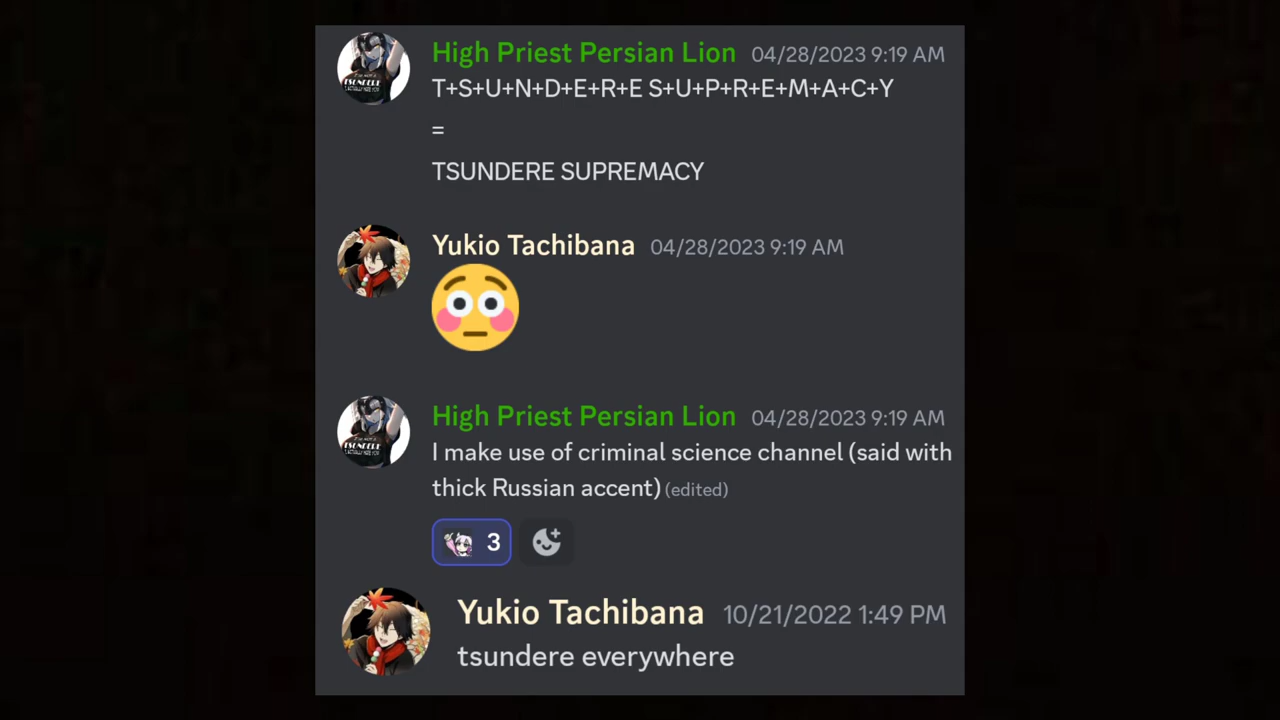 High Priest Persian Lion 04/28/2023 9:19 AM
T+S+U+N+D+E+R+E S+U+P+R+E+M+A+C+Y
=
TSUNDERE SUPREMACY
Yukio Tachibana 04/28/2023 9:19 AM
High Priest Persian Lion 04/28/2023 9:19 AM
I make use of criminal science channel (said with
thick Russian accent) (edited)
3
Yukio Tachibana 10/21/2022 1:49 PM
tsundere everywhere